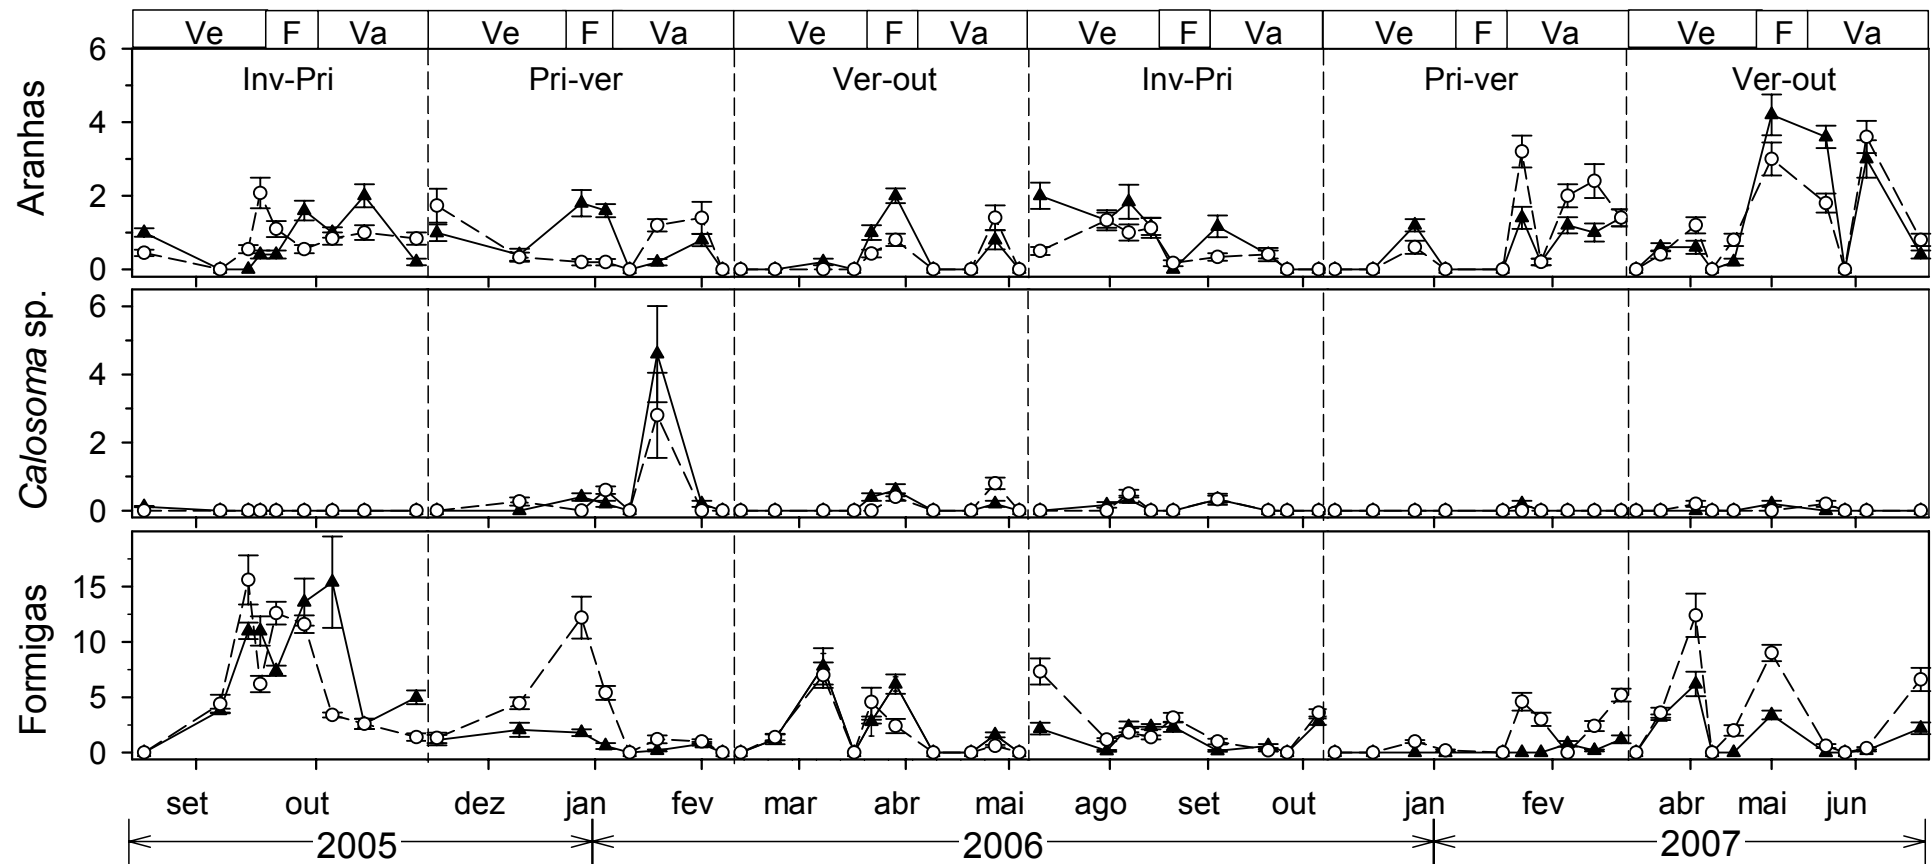 Ve F Va Ve F Va Ve F Va Ve F Va Ve F Va Ve F Va
Inv-Pri Pri-ver Ver-out Inv-Pri Pri-ver Ver-out
Aranhas
6
4
2
0
Calosoma sp.
6
4
2
0
Formigas
15
10
5
0
set out dez jan fev mar abr mai ago set out jan fev abr mai jun
2005 2006 2007